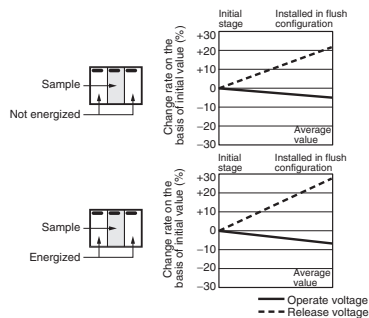 Initial stage
Installed in flush configuration
Change rate on the basis of initial value (%)
+30
+20
+10
0
−10
−20
−30
Average value
Sample
Not energized
Initial stage
Installed in flush configuration
Change rate on the basis of initial value (%)
+30
+20
+10
0
−10
−20
−30
Average value
Sample
Energized
Operate voltage
Release voltage